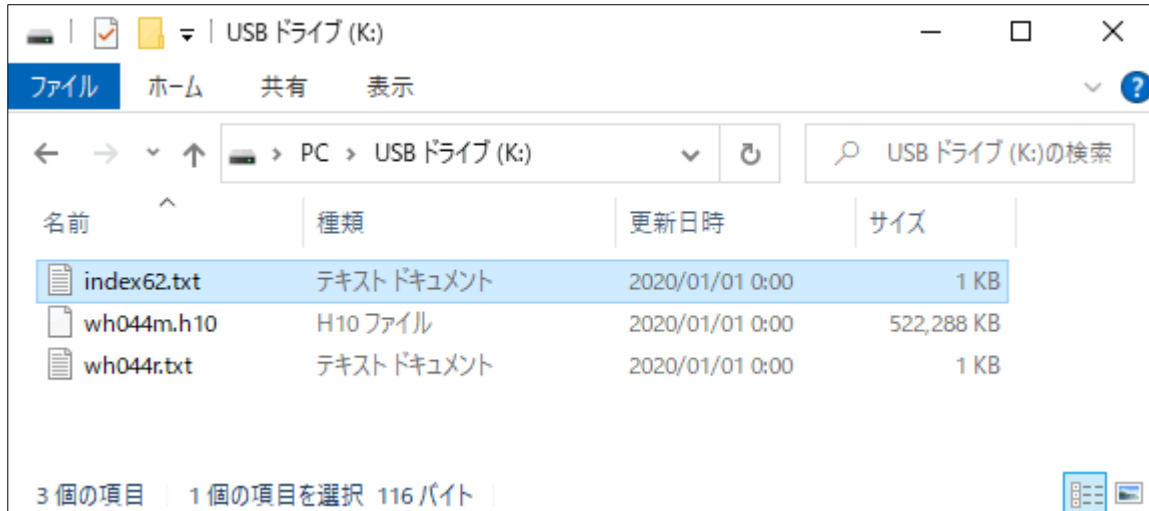 USB ドライブ (K:)
ファイル ホーム 共有 表示
PC › USB ドライブ (K:) USB ドライブ (K:)の検索
名前 種類 更新日時 サイズ
index62.txt テキスト ドキュメント 2020/01/01 0:00 1 KB
wh044m.h10 H10 ファイル 2020/01/01 0:00 522,288 KB
wh044r.txt テキスト ドキュメント 2020/01/01 0:00 1 KB
3 個の項目 1 個の項目を選択 116 バイト